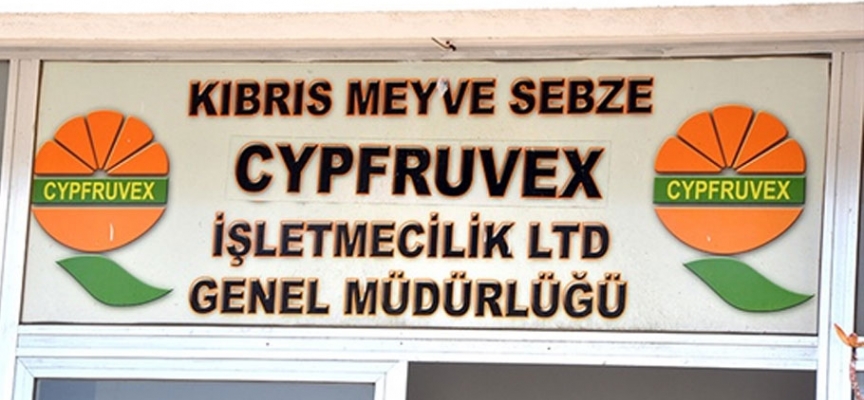 KIBRIS MEYVE SEBZE
CYPFRUVEX
İŞLETMECİLİK LTD
GENEL MÜDÜRLÜĞÜ
CYPFRUVEX
CYPFRUVEX